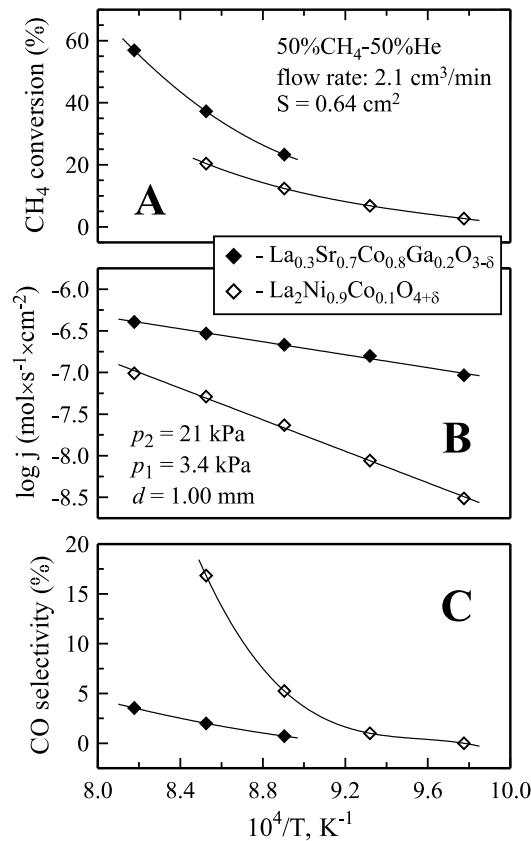 60
40
20
0
CH₄ conversion (%)
50%CH₄-50%He
flow rate: 2.1 cm³/min
S = 0.64 cm²
A
- La₀.₃Sr₀.₇Co₀.₈Ga₀.₂O₃₋δ
- La₂Ni₀.₉Co₀.₁O₄₊δ
-6.0
-6.5
-7.0
-7.5
-8.0
-8.5
log j (mol×s⁻¹×cm⁻²)
B
p₂ = 21 kPa
p₁ = 3.4 kPa
d = 1.00 mm
20
15
10
5
0
CO selectivity (%)
C
8.0 8.4 8.8 9.2 9.6 10.0
10⁴/T, K⁻¹